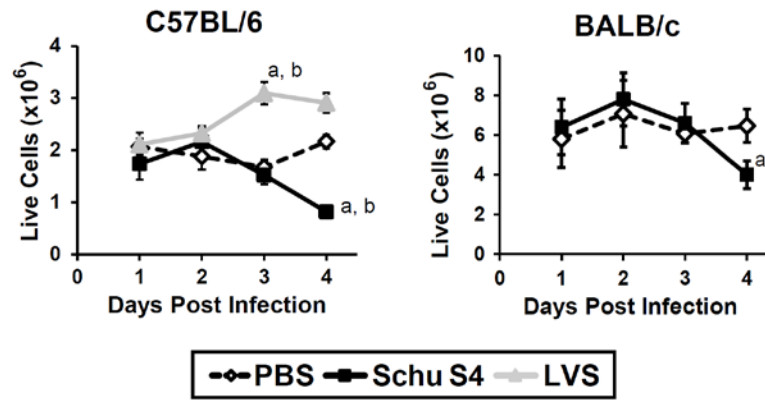 C57BL/6
4
3
2
1
0
Live Cells (x10⁶)
a, b
a, b
0 1 2 3 4
Days Post Infection
BALB/c
10
8
6
4
2
0
Live Cells (x10⁶)
a
0 1 2 3 4
Days Post Infection
PBS Schu S4 LVS